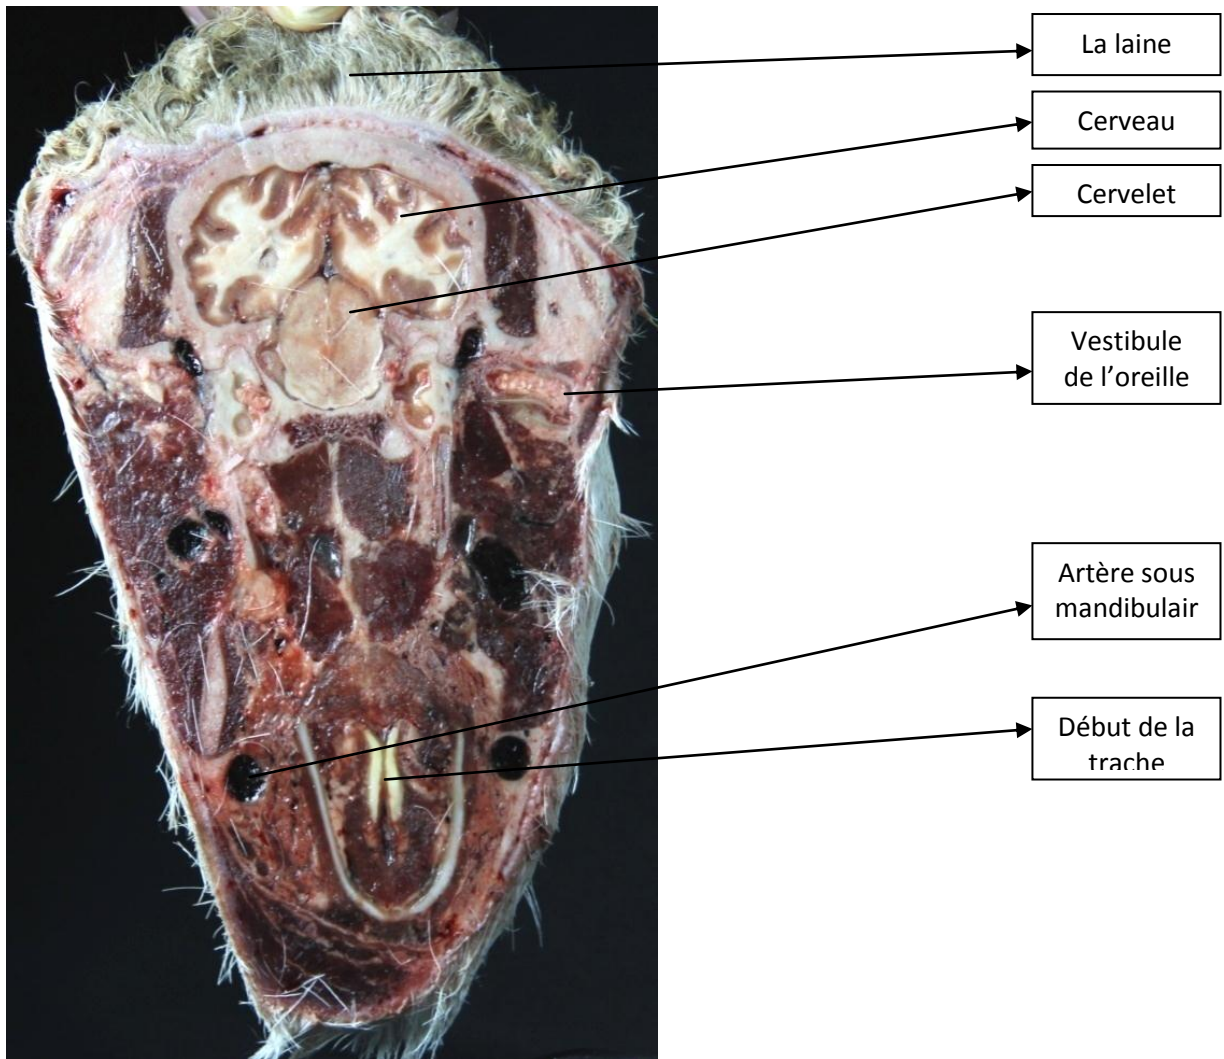 La laine
Cerveau
Cervelet
Vestibule
de l'oreille
Artère sous
mandibulair
Début de la
trache